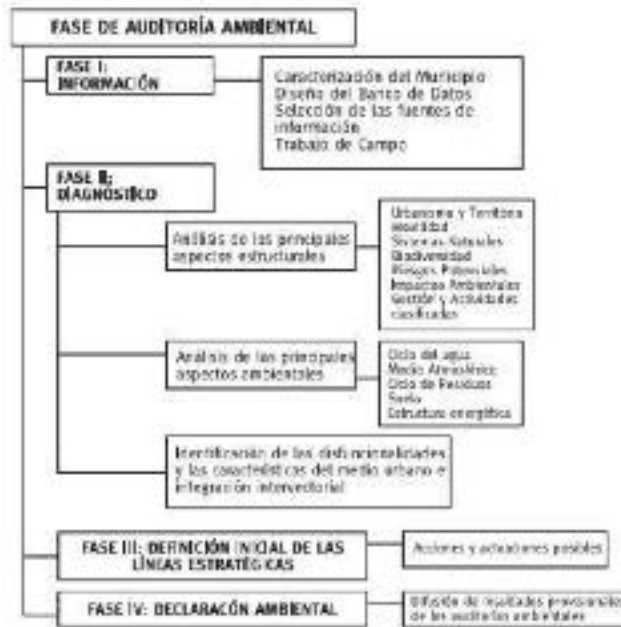 FASE DE AUDITORÍA AMBIENTAL
FASE I:
INFORMACIÓN
Caracterización del Municipio
Diseño del Banco de Datos
Selección de las fuentes de
información
Trabajo de Campo
FASE II:
DIAGNÓSTICO
Análisis de los principales
aspectos estructurales
Urbanismo y Territorio
Movilidad
Sistemas Naturales
Biodiversidad
Riesgos Potenciales
Impactos Ambientales
Gestión y Actividades
clasificadas
Análisis de los principales
aspectos ambientales
Ciclo del agua
Medio Atmosférico
Ciclo de Residuos
Suelo
Estructura energética
Identificación de las disfuncionalidades
y las características del medio urbano e
integración intervectorial
FASE III: DEFINICIÓN INICIAL DE LAS
LÍNEAS ESTRATÉGICAS
Acciones y actuaciones posibles
FASE IV: DECLARACÓN AMBIENTAL
Difusión de resultados provisionales
de las auditorías ambientales